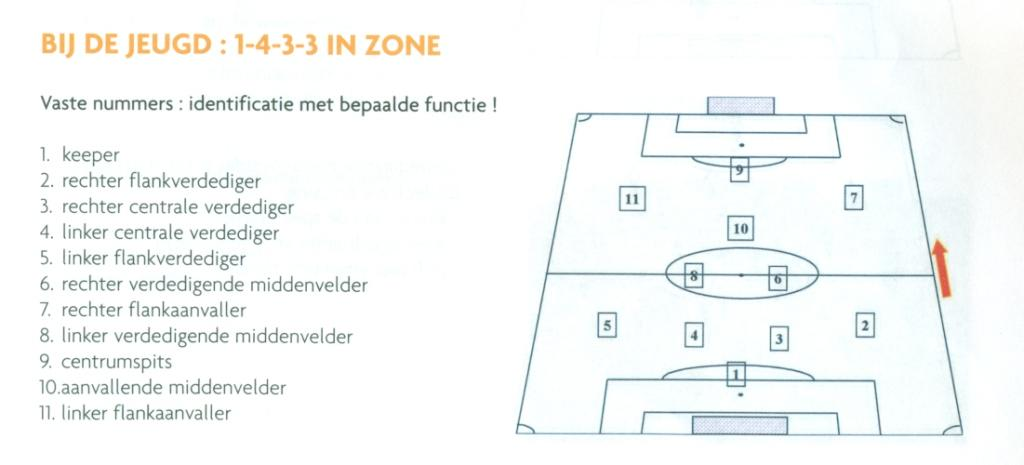 BIJ DE JEUGD : 1-4-3-3 IN ZONE
Vaste nummers : identificatie met bepaalde functie !
1. keeper
2. rechter flankverdediger
3. rechter centrale verdediger
4. linker centrale verdediger
5. linker flankverdediger
6. rechter verdedigende middenvelder
7. rechter flankaanvaller
8. linker verdedigende middenvelder
9. centrumspits
10.aanvallende middenvelder
11. linker flankaanvaller
9
11
7
10
8
6
5
4
3
2
1